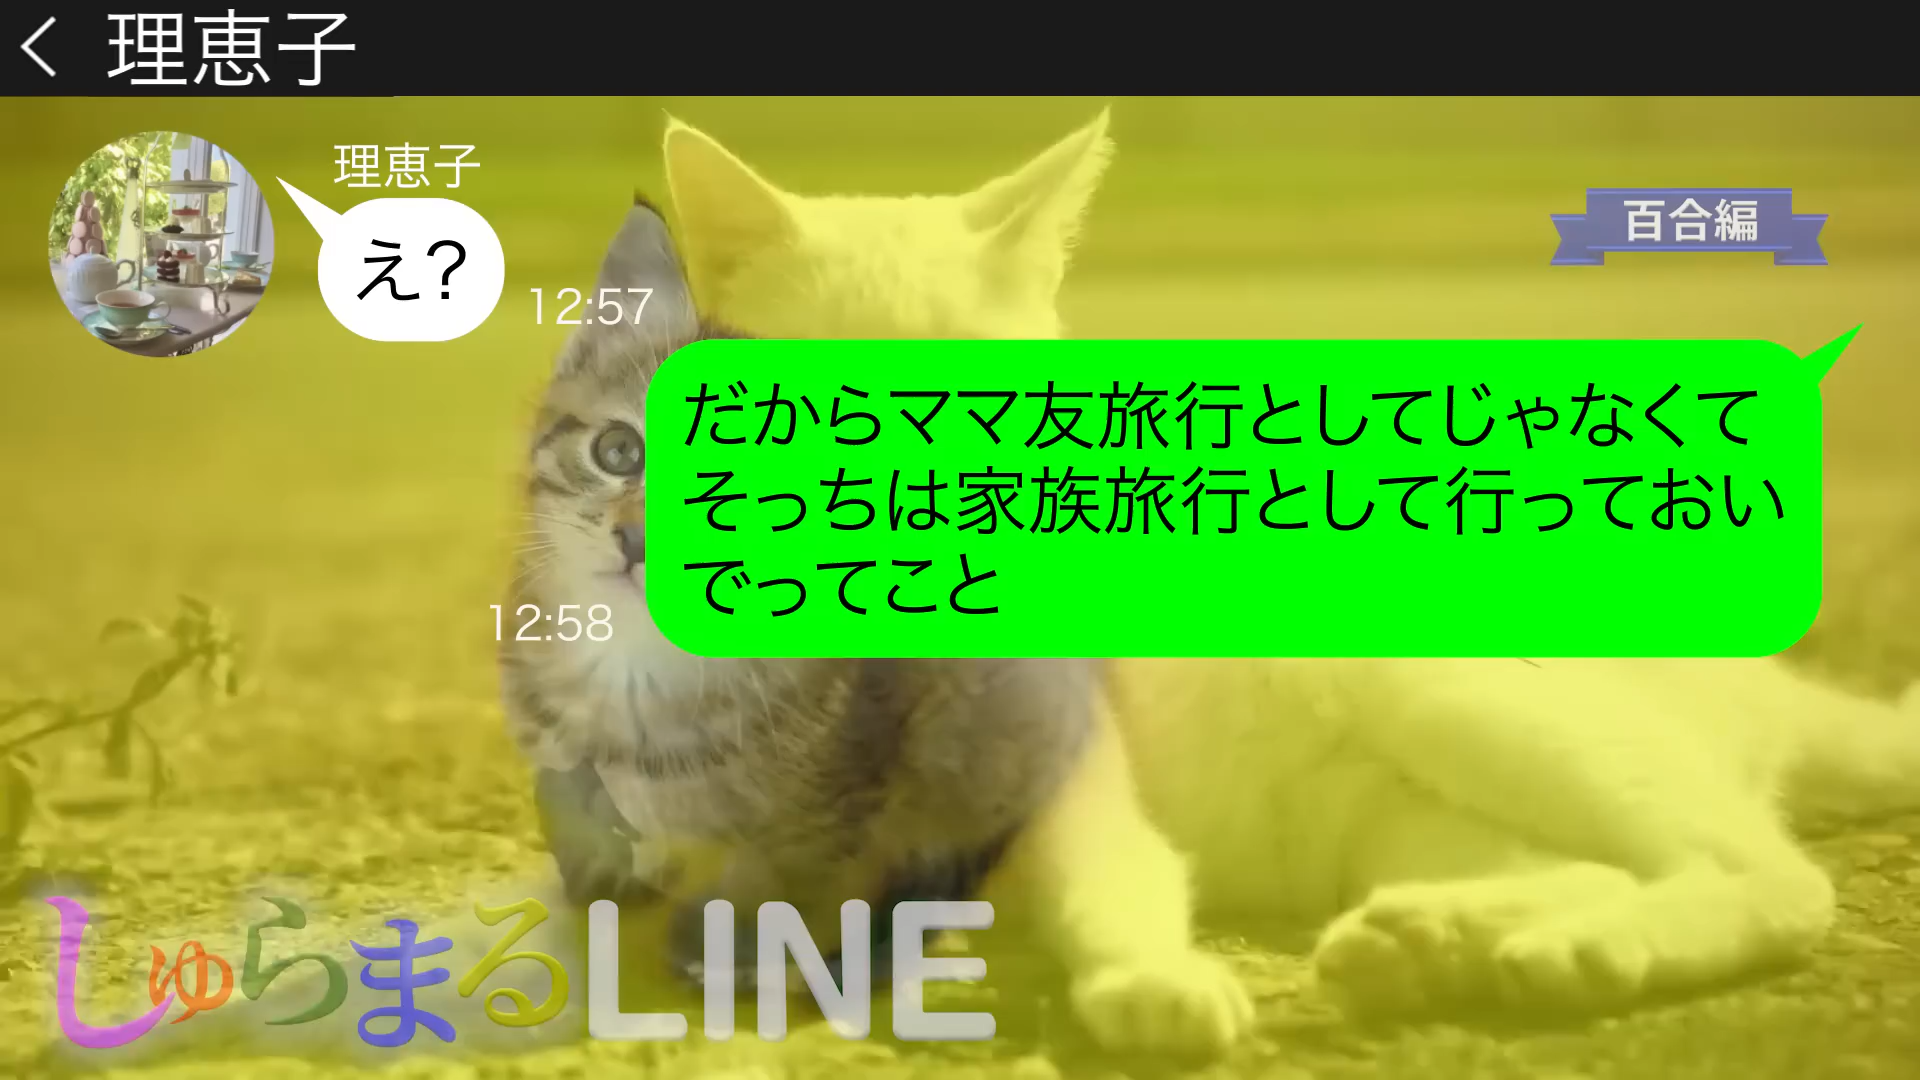 理恵子
理恵子
え?
12:57
百合編
だからママ友旅行としてじゃなくて
そっちは家族旅行として行っておい
でってこと
12:58
しゅらまるLINE